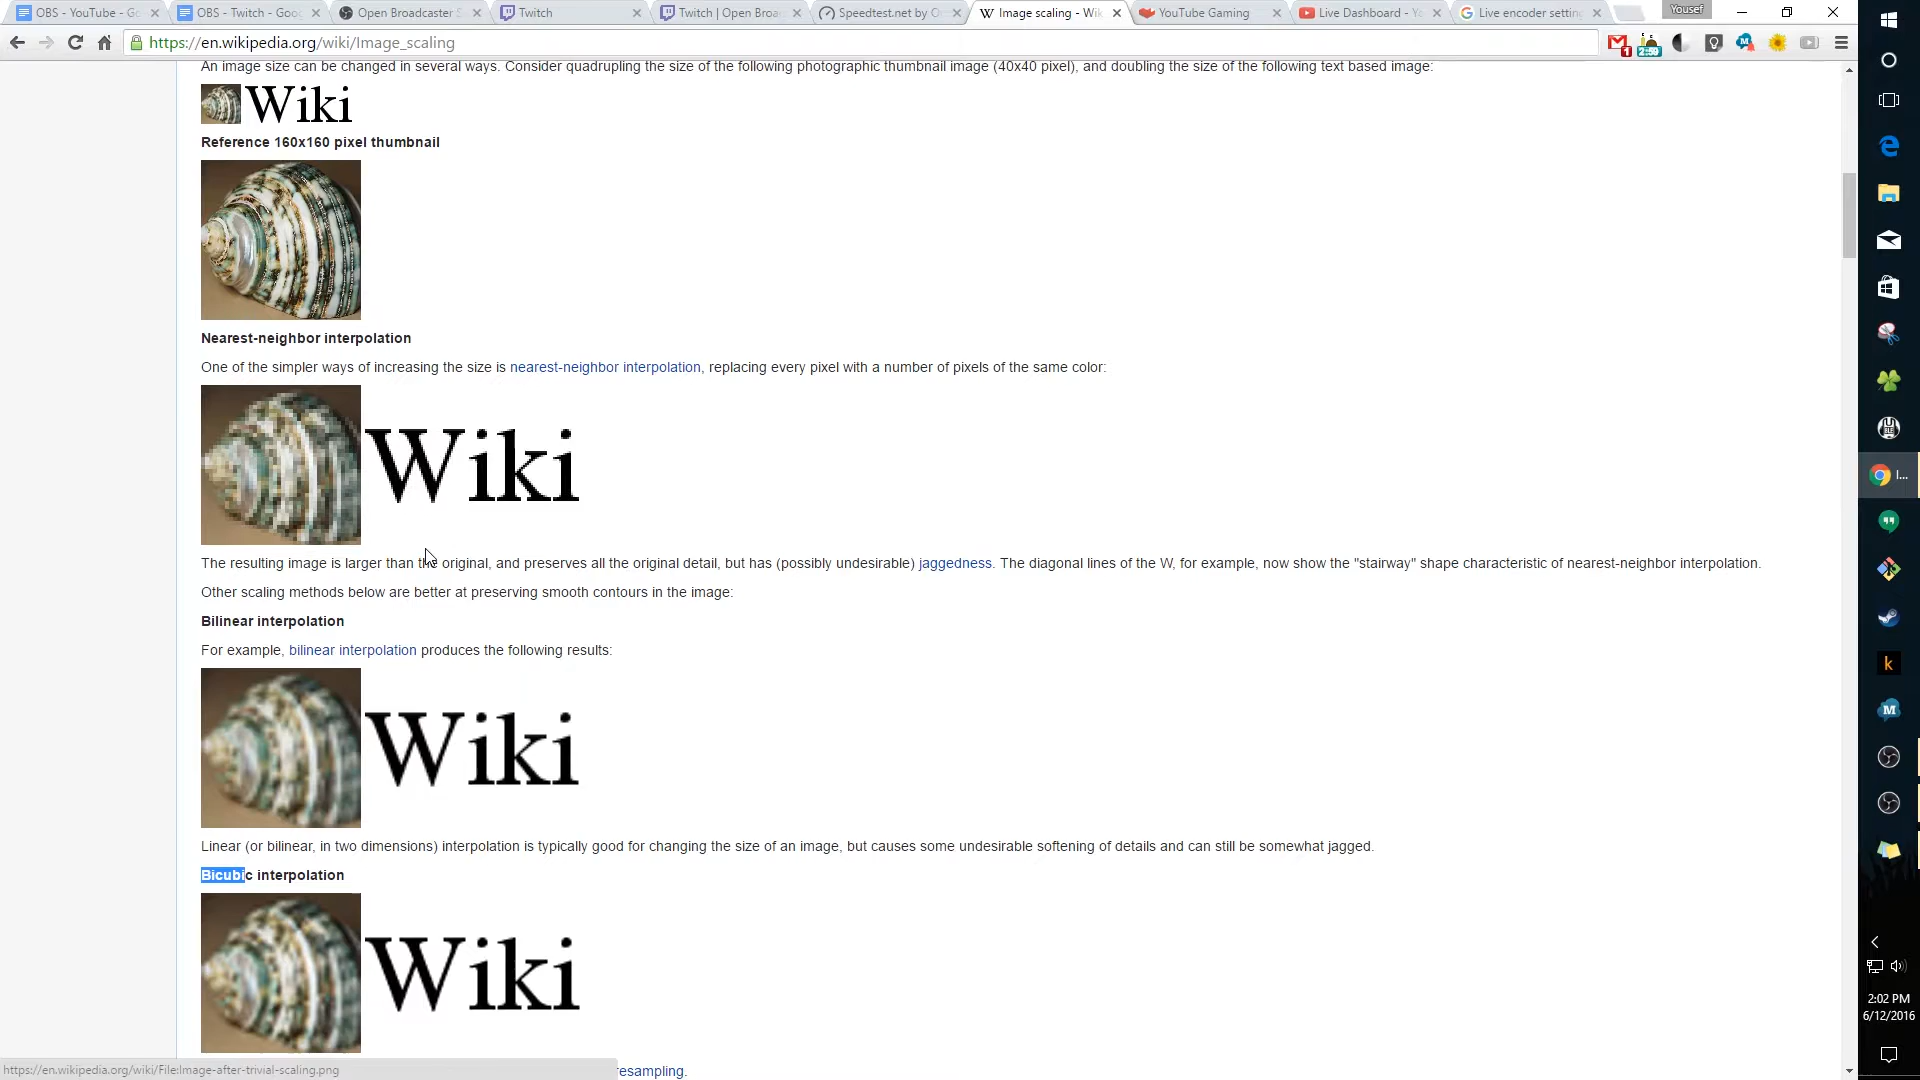 OBS - YouTube - Go
OBS - Twitch - Goo
Open Broadcaster S
Twitch
Twitch | Open Broa
Speedtest.net by O
Image scaling - Wik
YouTube Gaming
Live Dashboard - Yo
Live encoder settin
Yousef
https://en.wikipedia.org/wiki/Image_scaling
1
2:50
An image size can be changed in several ways. Consider quadrupling the size of the following photographic thumbnail image (40x40 pixel), and doubling the size of the following text based image:
Wiki
Reference 160x160 pixel thumbnail
Nearest-neighbor interpolation
One of the simpler ways of increasing the size is nearest-neighbor interpolation, replacing every pixel with a number of pixels of the same color:
Wiki
The resulting image is larger than the original, and preserves all the original detail, but has (possibly undesirable) jaggedness. The diagonal lines of the W, for example, now show the "stairway" shape characteristic of nearest-neighbor interpolation.
Other scaling methods below are better at preserving smooth contours in the image:
Bilinear interpolation
For example, bilinear interpolation produces the following results:
Wiki
Linear (or bilinear, in two dimensions) interpolation is typically good for changing the size of an image, but causes some undesirable softening of details and can still be somewhat jagged.
Bicubic interpolation
Wiki
https://en.wikipedia.org/wiki/File:Image-after-trivial-scaling.png
resampling.
I...
k
M
2:02 PM
6/12/2016